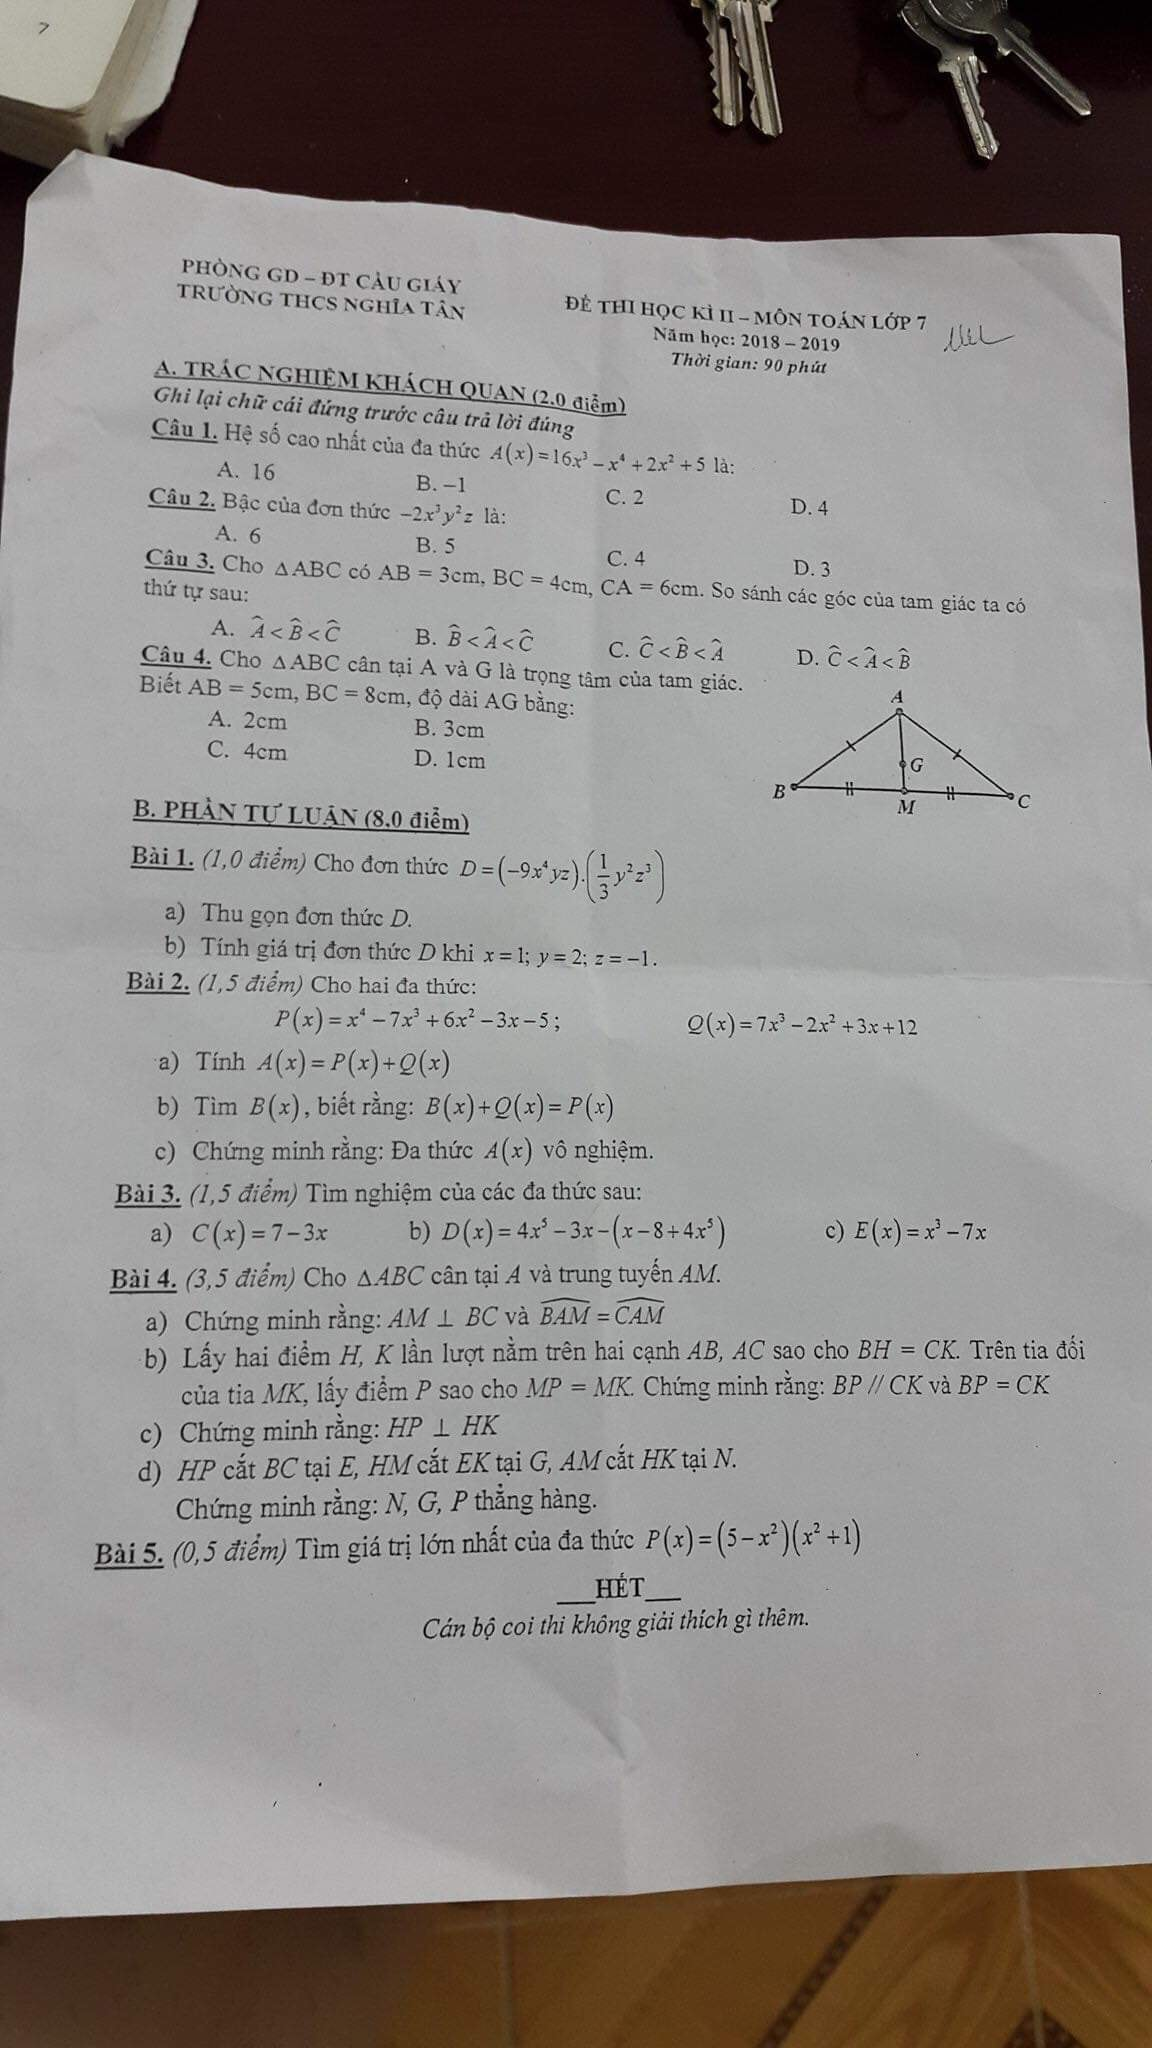 PHÒNG GD – ĐT CẦU GIẤY
TRƯỜNG THCS NGHĨA TÂN
ĐỀ THI HỌC KÌ II – MÔN TOÁN LỚP 7
Năm học: 2018 – 2019
Thời gian: 90 phút
A. TRẮC NGHIỆM KHÁCH QUAN (2.0 điểm)
Ghi lại chữ cái đứng trước câu trả lời đúng
Câu 1. Hệ số cao nhất của đa thức A(x)=16x³ – x⁴ + 2x² + 5 là:
A. 16 B. –1 C. 2 D. 4
Câu 2. Bậc của đơn thức –2x³y²z là:
A. 6 B. 5 C. 4 D. 3
Câu 3. Cho ΔABC có AB = 3cm, BC = 4cm, CA = 6cm. So sánh các góc của tam giác ta có
thứ tự sau:
A. Â < B̂ < Ĉ B. B̂ < Â < Ĉ C. Ĉ < B̂ < Â D. Ĉ < Â < B̂
Câu 4. Cho ΔABC cân tại A và G là trọng tâm của tam giác.
Biết AB = 5cm, BC = 8cm, độ dài AG bằng:
A. 2cm B. 3cm
C. 4cm D. 1cm
A
G
B
M
C
B. PHẦN TỰ LUẬN (8.0 điểm)
Bài 1. (1,0 điểm) Cho đơn thức D = (–9x⁴yz).(1/3 y²z³)
a) Thu gọn đơn thức D.
b) Tính giá trị đơn thức D khi x = 1; y = 2; z = –1.
Bài 2. (1,5 điểm) Cho hai đa thức:
P(x) = x⁴ – 7x³ + 6x² – 3x – 5 ; Q(x) = 7x³ – 2x² + 3x + 12
a) Tính A(x) = P(x) + Q(x)
b) Tìm B(x), biết rằng: B(x) + Q(x) = P(x)
c) Chứng minh rằng: Đa thức A(x) vô nghiệm.
Bài 3. (1,5 điểm) Tìm nghiệm của các đa thức sau:
a) C(x) = 7 – 3x b) D(x) = 4x⁵ – 3x – (x – 8 + 4x⁵) c) E(x) = x³ – 7x
Bài 4. (3,5 điểm) Cho ΔABC cân tại A và trung tuyến AM.
a) Chứng minh rằng: AM ⊥ BC và B͡AM = C͡AM
b) Lấy hai điểm H, K lần lượt nằm trên hai cạnh AB, AC sao cho BH = CK. Trên tia đối
của tia MK, lấy điểm P sao cho MP = MK. Chứng minh rằng: BP // CK và BP = CK
c) Chứng minh rằng: HP ⊥ HK
d) HP cắt BC tại E, HM cắt EK tại G, AM cắt HK tại N.
Chứng minh rằng: N, G, P thẳng hàng.
Bài 5. (0,5 điểm) Tìm giá trị lớn nhất của đa thức P(x) = (5 – x²)(x² + 1)
___HẾT___
Cán bộ coi thi không giải thích gì thêm.